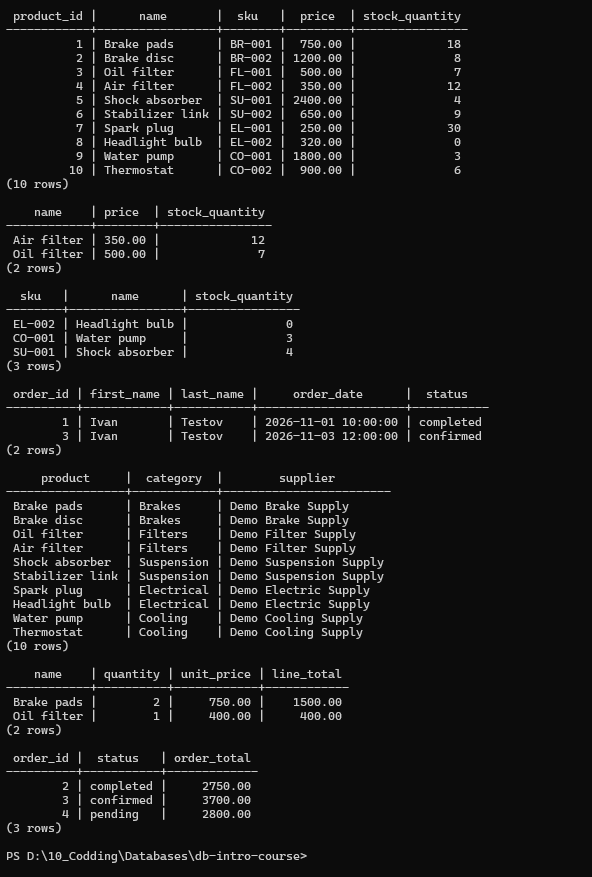 product_id |      name       |  sku   |  price  | stock_quantity
------------+-----------------+--------+---------+----------------
          1 | Brake pads      | BR-001 |  750.00 |             18
          2 | Brake disc      | BR-002 | 1200.00 |              8
          3 | Oil filter      | FL-001 |  500.00 |              7
          4 | Air filter      | FL-002 |  350.00 |             12
          5 | Shock absorber  | SU-001 | 2400.00 |              4
          6 | Stabilizer link | SU-002 |  650.00 |              9
          7 | Spark plug      | EL-001 |  250.00 |             30
          8 | Headlight bulb  | EL-002 |  320.00 |              0
          9 | Water pump      | CO-001 | 1800.00 |              3
         10 | Thermostat      | CO-002 |  900.00 |              6
(10 rows)

    name    | price  | stock_quantity
------------+--------+----------------
 Air filter | 350.00 |             12
 Oil filter | 500.00 |              7
(2 rows)

  sku   |      name      | stock_quantity
--------+----------------+----------------
 EL-002 | Headlight bulb |              0
 CO-001 | Water pump     |              3
 SU-001 | Shock absorber |              4
(3 rows)

 order_id | first_name | last_name |     order_date      |  status
----------+------------+-----------+---------------------+-----------
        1 | Ivan       | Testov    | 2026-11-01 10:00:00 | completed
        3 | Ivan       | Testov    | 2026-11-03 12:00:00 | confirmed
(2 rows)

     product     |  category  |        supplier
-----------------+------------+------------------------
 Brake pads      | Brakes     | Demo Brake Supply
 Brake disc      | Brakes     | Demo Brake Supply
 Oil filter      | Filters    | Demo Filter Supply
 Air filter      | Filters    | Demo Filter Supply
 Shock absorber  | Suspension | Demo Suspension Supply
 Stabilizer link | Suspension | Demo Suspension Supply
 Spark plug      | Electrical | Demo Electric Supply
 Headlight bulb  | Electrical | Demo Electric Supply
 Water pump      | Cooling    | Demo Cooling Supply
 Thermostat      | Cooling    | Demo Cooling Supply
(10 rows)

    name    | quantity | unit_price | line_total
------------+----------+------------+------------
 Brake pads |        2 |     750.00 |    1500.00
 Oil filter |        1 |     400.00 |     400.00
(2 rows)

 order_id |  status   | order_total
----------+-----------+-------------
        2 | completed |     2750.00
        3 | confirmed |     3700.00
        4 | pending   |     2800.00
(3 rows)

PS D:\10_Codding\Databases\db-intro-course>